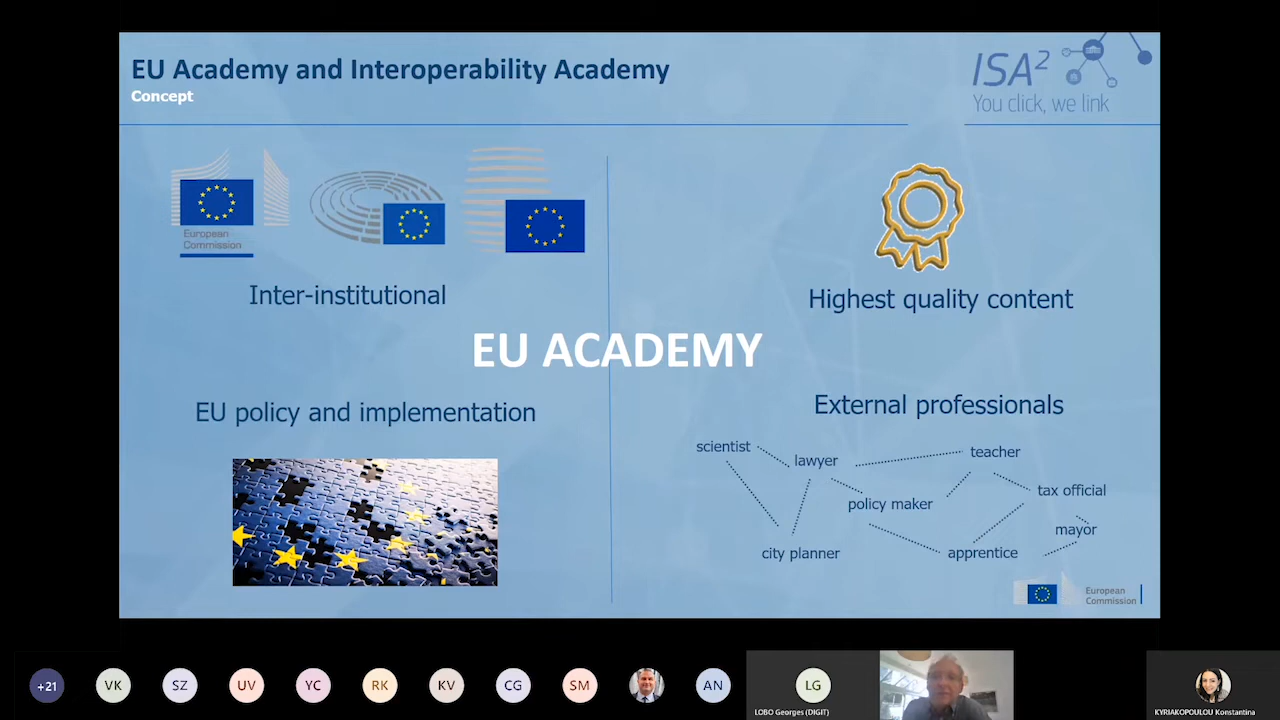 EU Academy and Interoperability Academy
Concept
ISA²
You click, we link
European
Commission
Inter-institutional
Highest quality content
EU ACADEMY
EU policy and implementation
External professionals
scientist
lawyer
teacher
policy maker
tax official
mayor
city planner
apprentice
European
Commission
+21
VK
SZ
UV
YC
RK
KV
CG
SM
AN
LG
LOBO Georges (DIGIT)
KYRIAKOPOULOU Konstantina